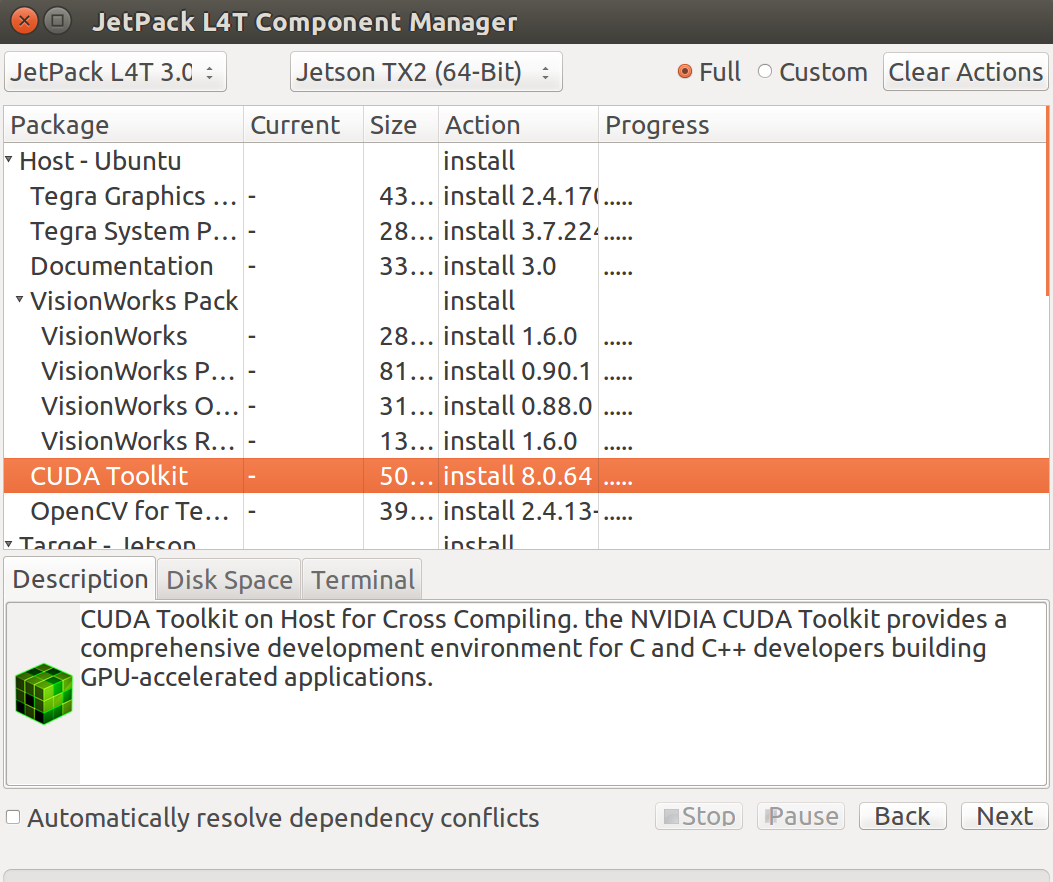 JetPack L4T Component Manager
JetPack L4T 3.0 Jetson TX2 (64-Bit) Full Custom Clear Actions
Package Current Size Action Progress
Host - Ubuntu install
Tegra Graphics ... - 43... install 2.4.170 .....
Tegra System P... - 28... install 3.7.224 .....
Documentation - 33... install 3.0 .....
VisionWorks Pack install
VisionWorks - 28... install 1.6.0 .....
VisionWorks P... - 81... install 0.90.1 .....
VisionWorks O... - 31... install 0.88.0 .....
VisionWorks R... - 13... install 1.6.0 .....
CUDA Toolkit - 50... install 8.0.64 .....
OpenCV for Te... - 39... install 2.4.13- .....
Target - Jetson install
Description Disk Space Terminal
CUDA Toolkit on Host for Cross Compiling. the NVIDIA CUDA Toolkit provides a
comprehensive development environment for C and C++ developers building
GPU-accelerated applications.
Automatically resolve dependency conflicts Stop Pause Back Next